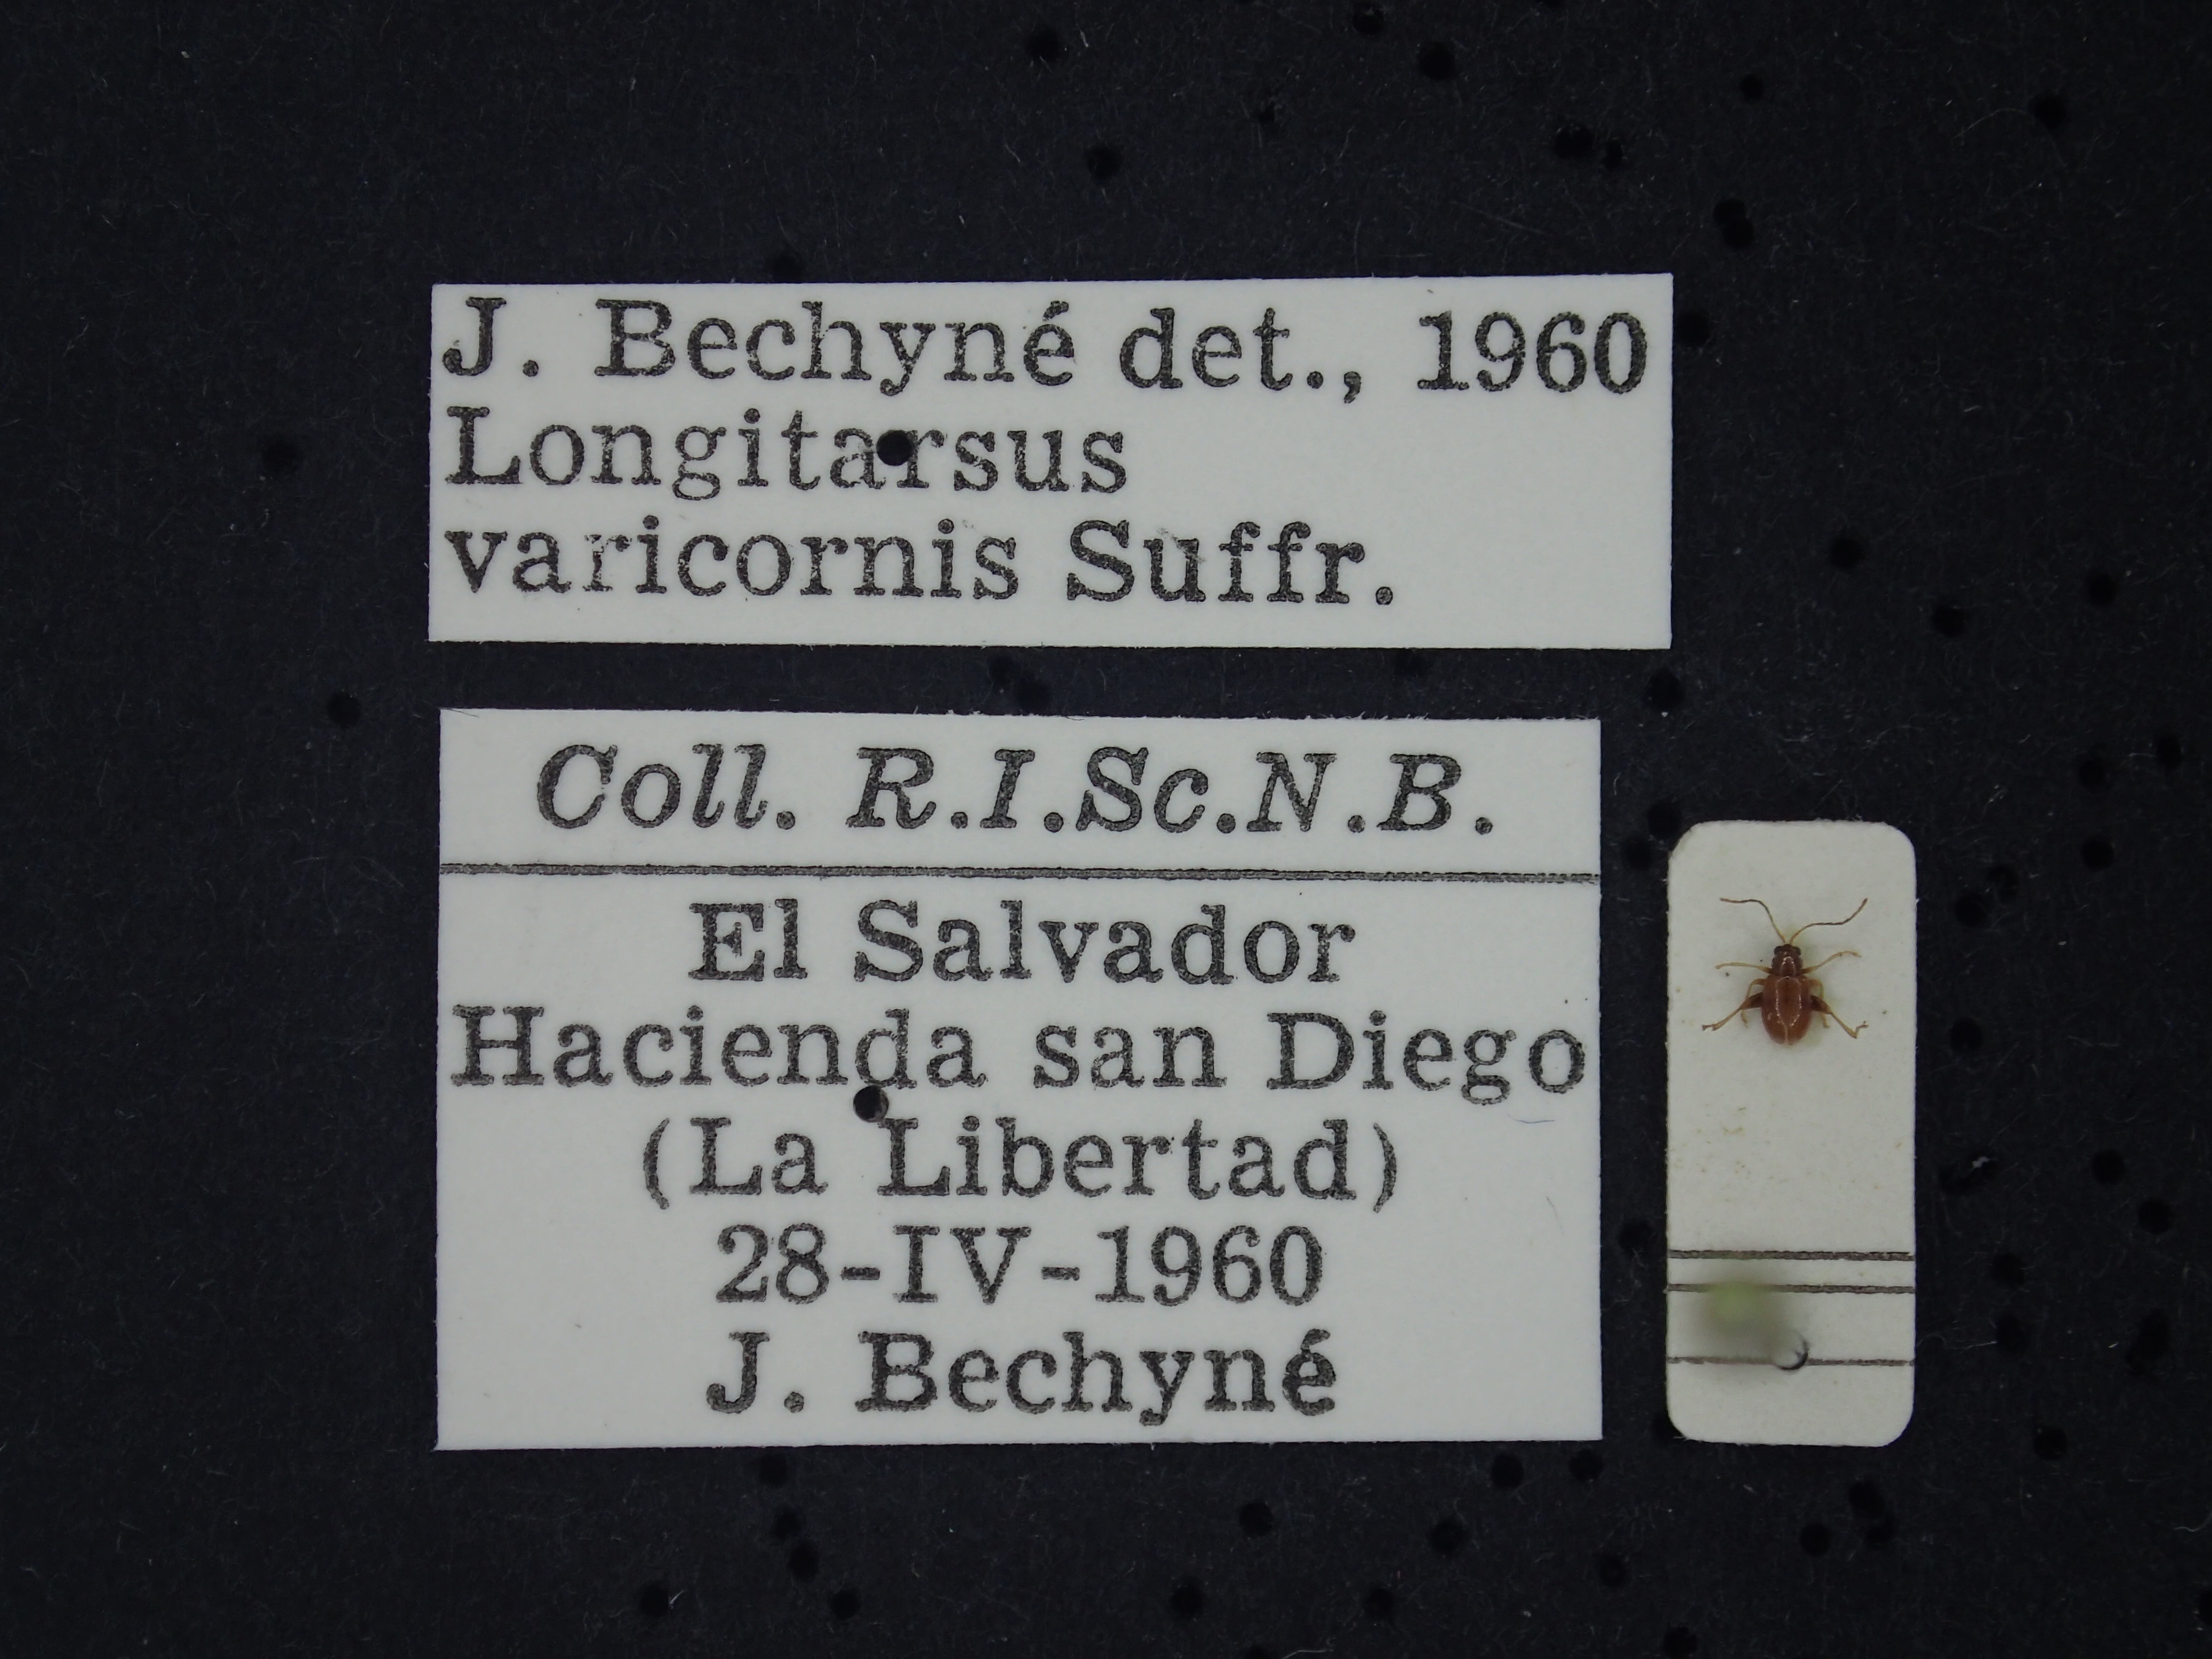 J. Bechyné det., 1960
Longitarsus
varicornis Suffr.
Coll. R.I.Sc.N.B.
El Salvador
Hacienda san Diego
(La Libertad)
28-IV-1960
J. Bechyné